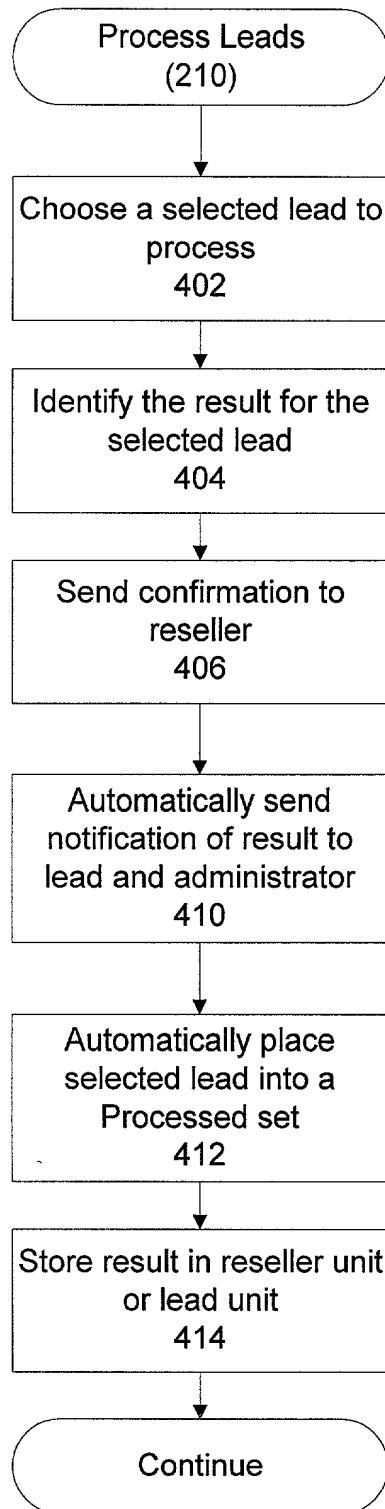 Process Leads
(210)
Choose a selected lead to
process
402
Identify the result for the
selected lead
404
Send confirmation to
reseller
406
Automatically send
notification of result to
lead and administrator
410
Automatically place
selected lead into a
Processed set
412
Store result in reseller unit
or lead unit
414
Continue